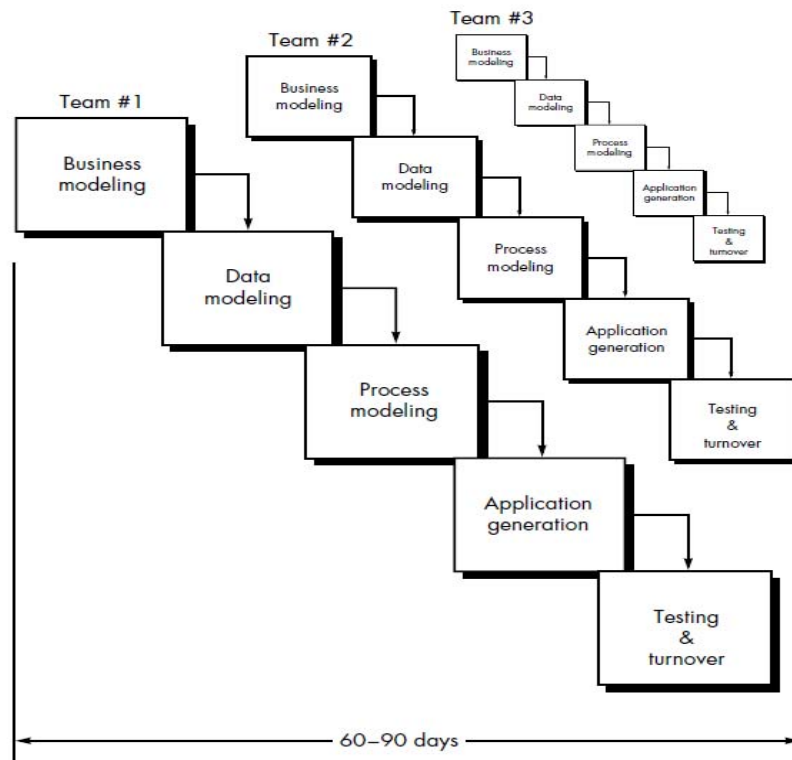 Team #1
Business
modeling
Data
modeling
Process
modeling
Application
generation
Testing
&
turnover
Team #2
Business
modeling
Data
modeling
Process
modeling
Application
generation
Testing
&
turnover
Team #3
Business
modeling
Data
modeling
Process
modeling
Application
generation
Testing
&
turnover
60–90 days